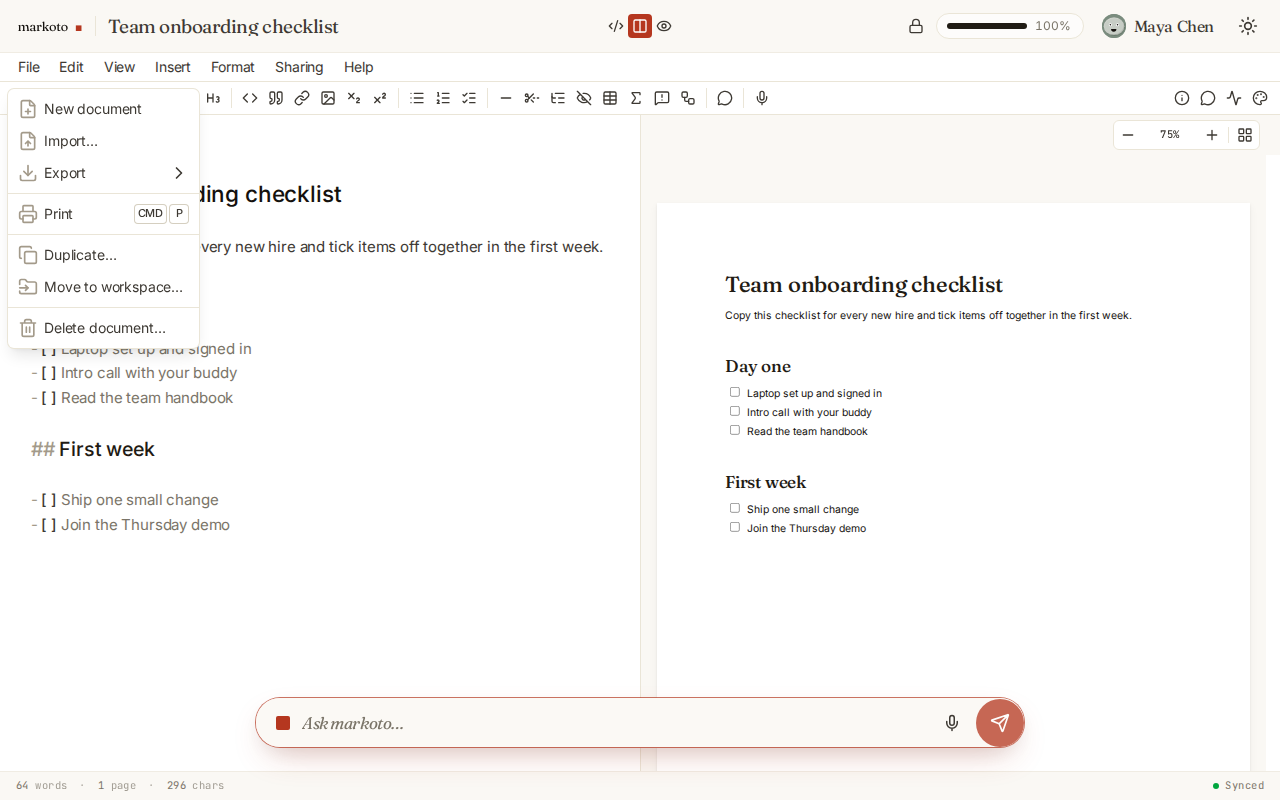 markoto
Team onboarding checklist
100%
Maya Chen
File Edit View Insert Format Sharing Help
H3
New document
Import...
Export
Print CMD P
Duplicate...
Move to workspace...
Delete document...
ding checklist
very new hire and tick items off together in the first week.
- [ ] Laptop set up and signed in
- [ ] Intro call with your buddy
- [ ] Read the team handbook
## First week
- [ ] Ship one small change
- [ ] Join the Thursday demo
75%
Team onboarding checklist
Copy this checklist for every new hire and tick items off together in the first week.
Day one
Laptop set up and signed in
Intro call with your buddy
Read the team handbook
First week
Ship one small change
Join the Thursday demo
Ask markoto...
64 words · 1 page · 296 chars
Synced